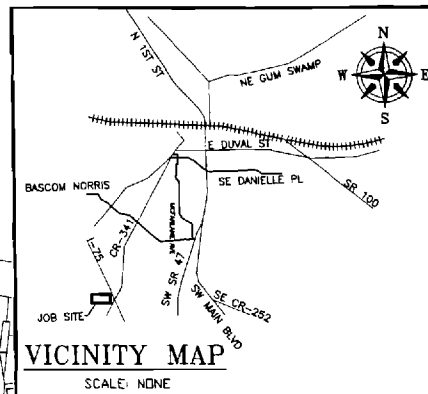 N 1ST ST
NE GUM SWAMP
N
W E
S
E DUVAL ST
BASCOM NORRIS
SE DANIELLE PL
SR 100
I-75
CR-341
SW SR 47
SE CR-252
SW MAIN BLVD
JOB SITE
VICINITY MAP
SCALE: NONE